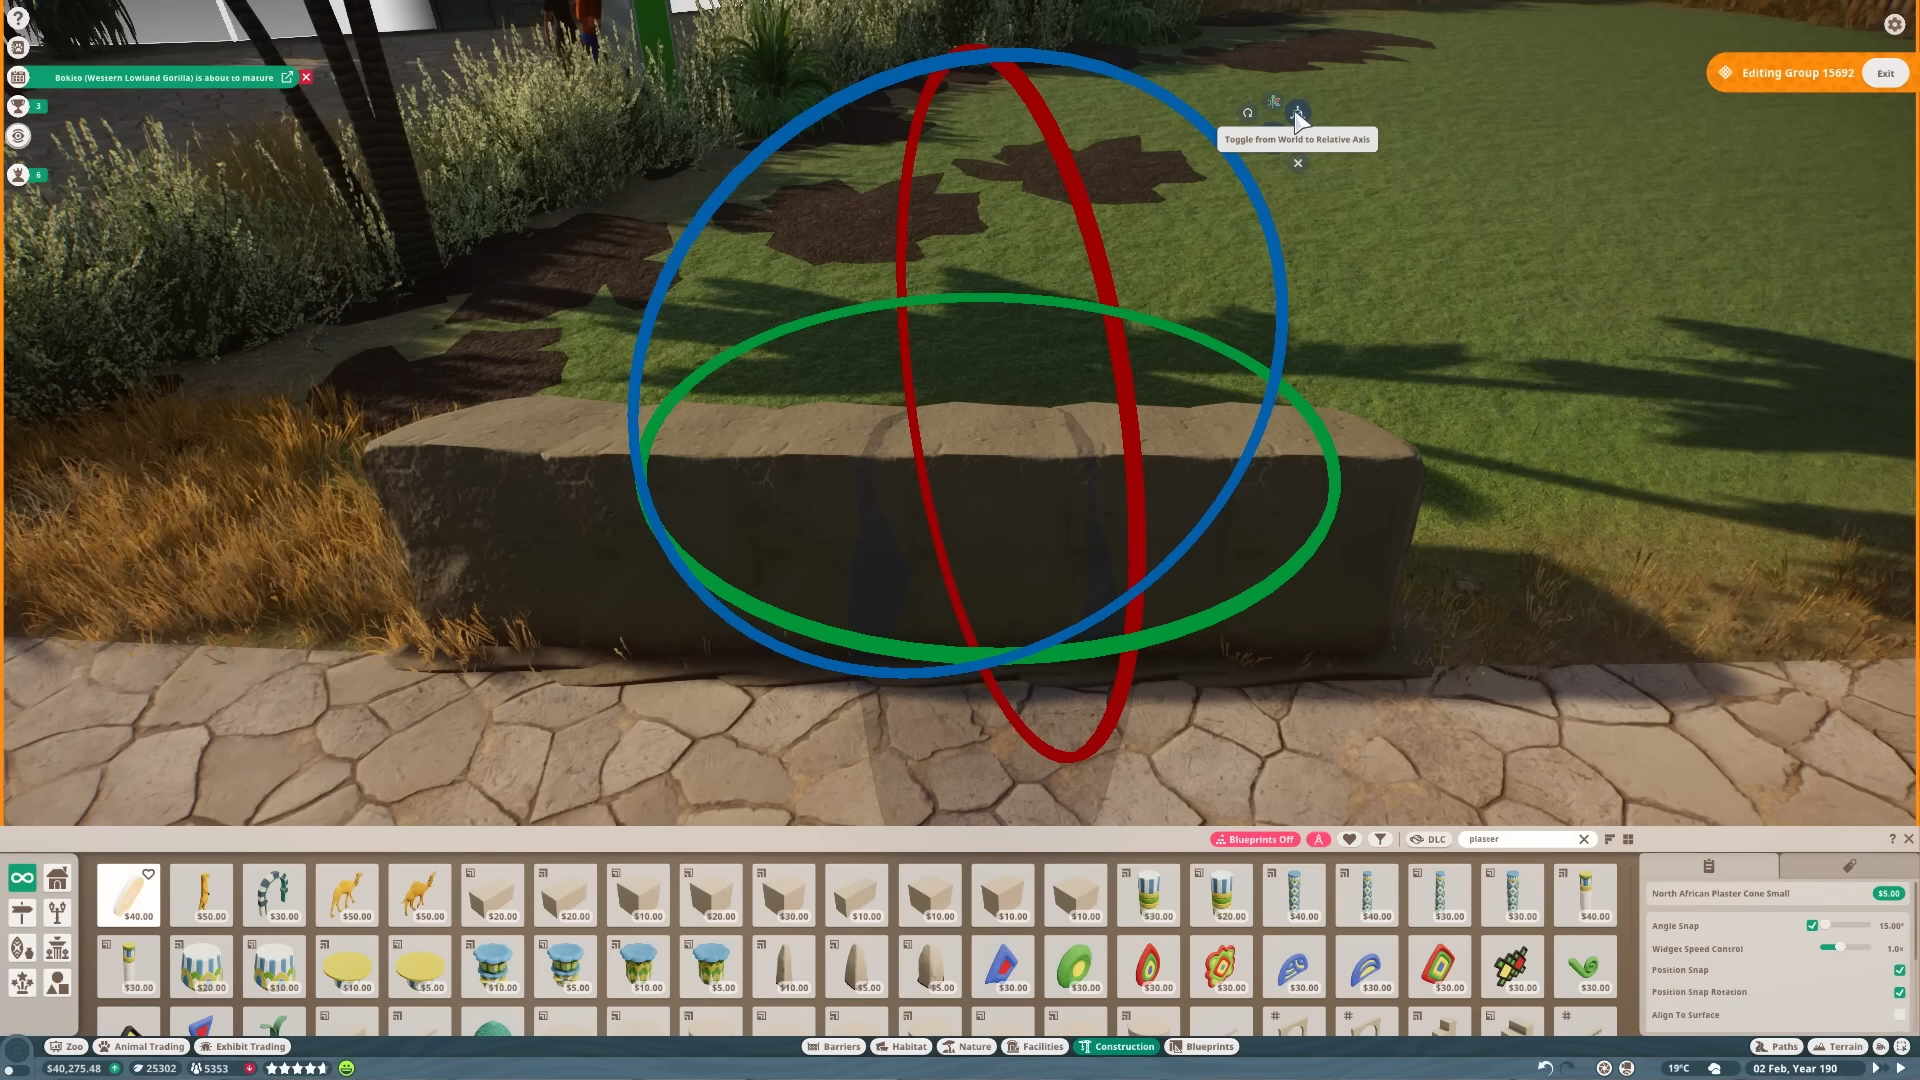 ?
Bokito (Western Lowland Gorilla) is about to mature
3
6
Editing Group 15692
Exit
Toggle from World to Relative Axis
Blueprints Off
DLC
plaster
?
$40.00
$50.00
$30.00
$50.00
$50.00
$20.00
$20.00
$10.00
$20.00
$30.00
$10.00
$10.00
$10.00
$10.00
$30.00
$20.00
$40.00
$40.00
$30.00
$30.00
$40.00
$30.00
$20.00
$10.00
$10.00
$5.00
$10.00
$5.00
$10.00
$5.00
$10.00
$5.00
$5.00
$30.00
$30.00
$30.00
$30.00
$30.00
$30.00
$30.00
$30.00
$30.00
North African Plaster Cone Small
$5.00
Angle Snap
15.00°
Widget Speed Control
1.0×
Position Snap
Position Snap Rotation
Align To Surface
Zoo
Animal Trading
Exhibit Trading
Barriers
Habitat
Nature
Facilities
Construction
Blueprints
Paths
Terrain
$40,275.48
25302
5353
19°C
02 Feb, Year 190